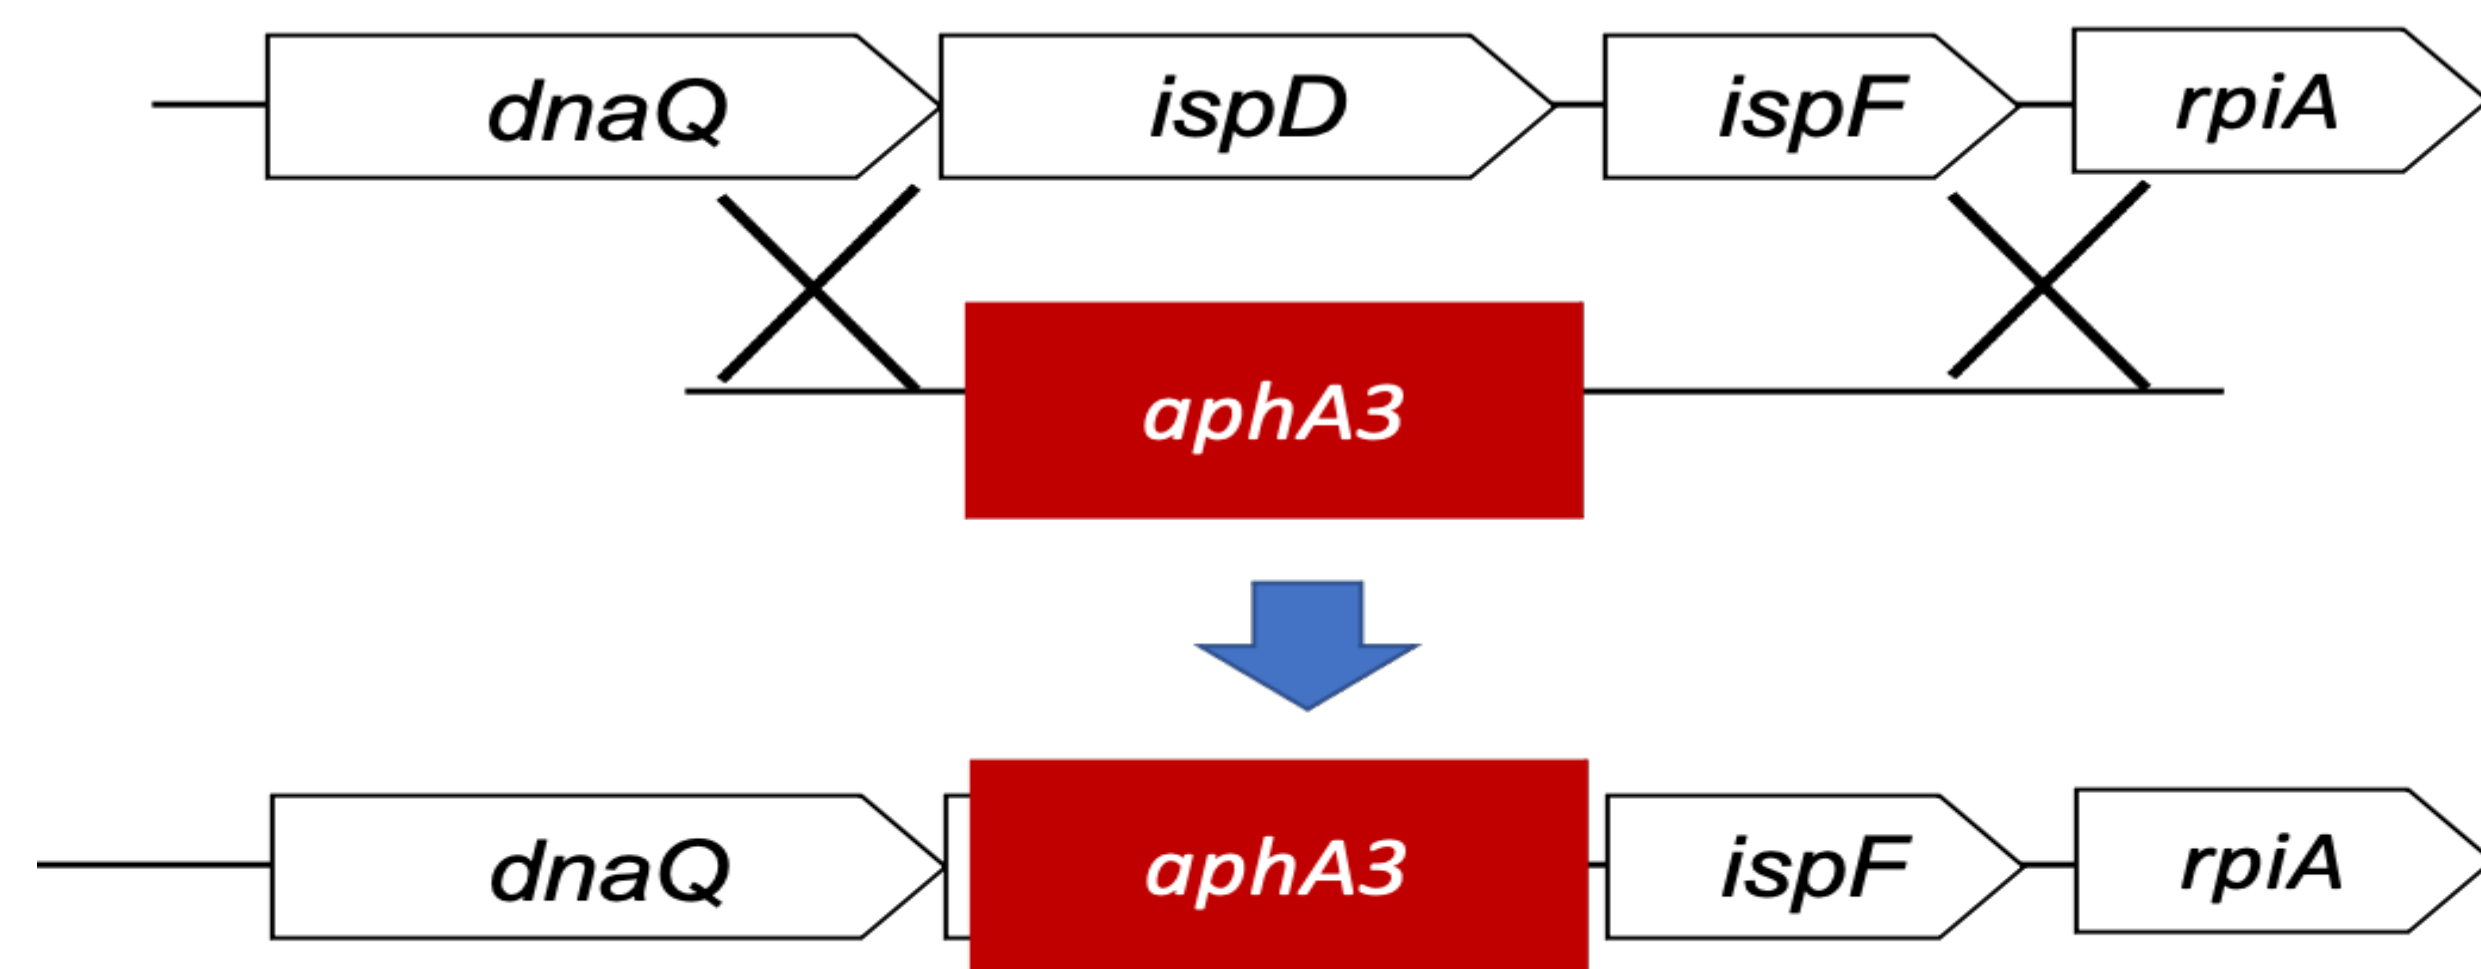 dnaQ ispD ispF rpiA
aphA3
dnaQ aphA3 ispF rpiA